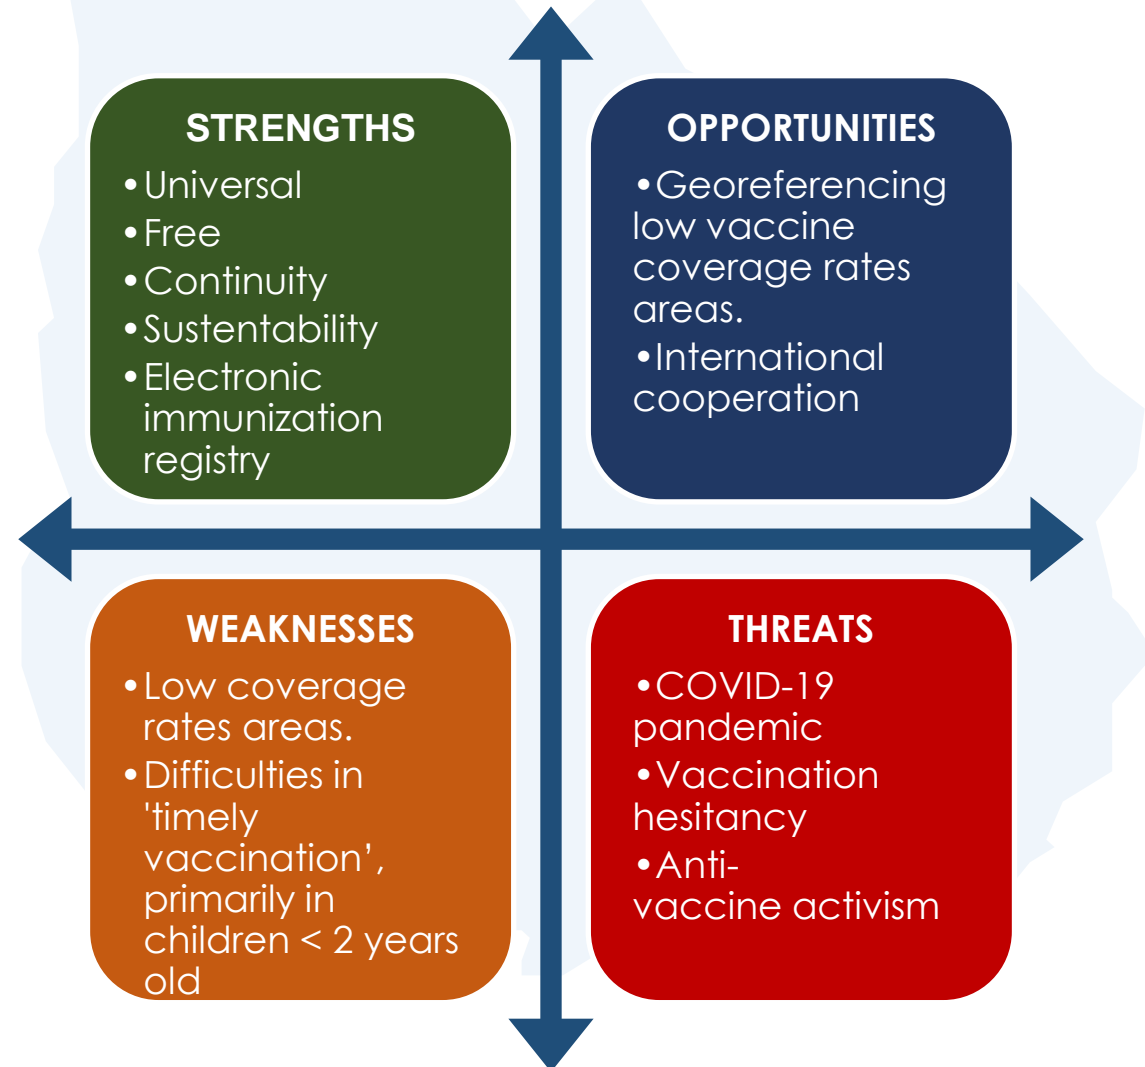 STRENGTHS
•Universal
•Free
•Continuity
•Sustentability
•Electronic
immunization
registry
OPPORTUNITIES
•Georeferencing
low vaccine
coverage rates
areas.
•International
cooperation
WEAKNESSES
•Low coverage
rates areas.
•Difficulties in
'timely
vaccination’,
primarily in
children < 2 years
old
THREATS
•COVID-19
pandemic
•Vaccination
hesitancy
•Anti-
vaccine activism